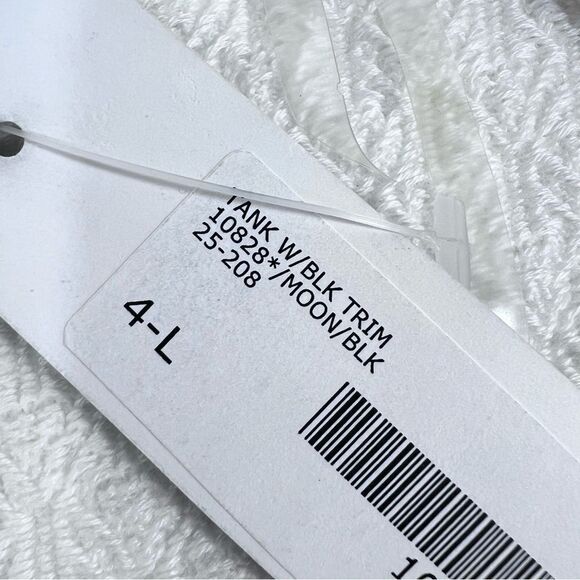 TANK W/BLK TRIM
10828*/MOON/BLK
25-208
4-L